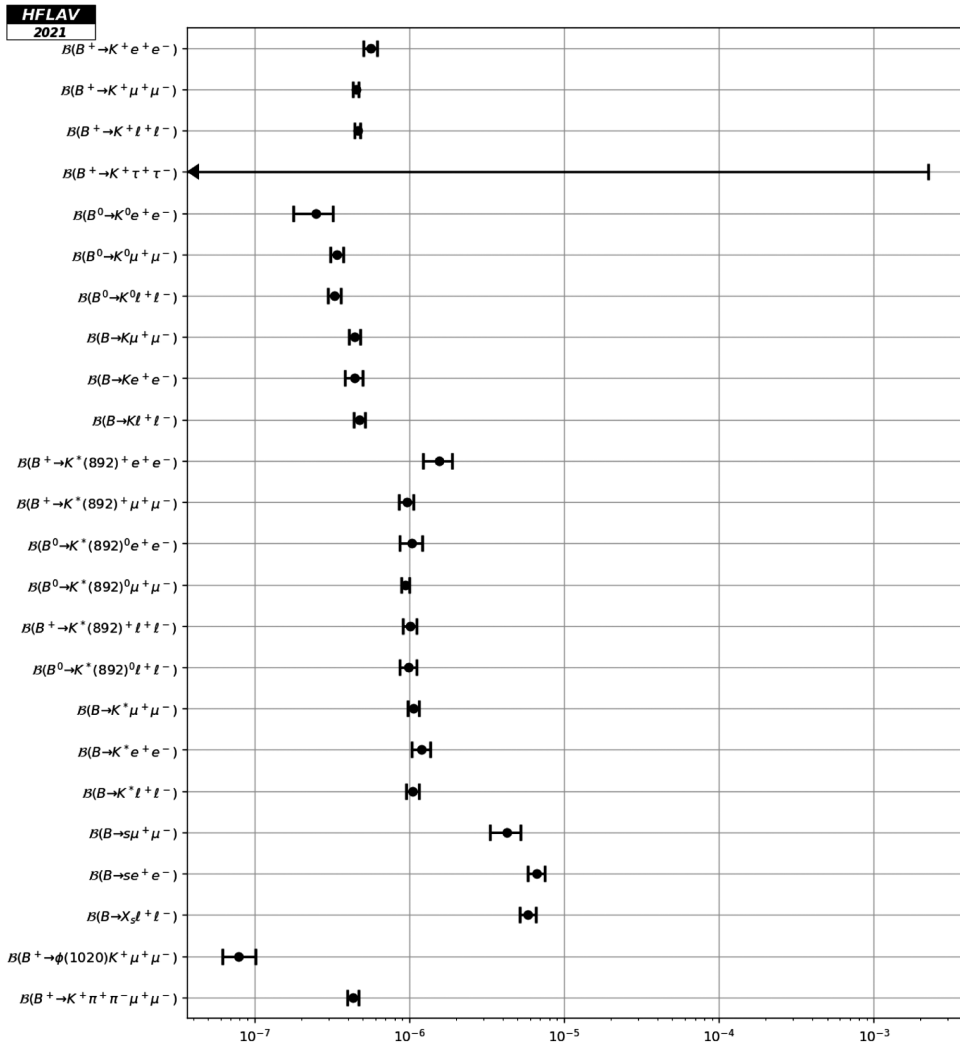 HFLAV
2021
ℬ(B⁺→K⁺e⁺e⁻)
ℬ(B⁺→K⁺μ⁺μ⁻)
ℬ(B⁺→K⁺ℓ⁺ℓ⁻)
ℬ(B⁺→K⁺τ⁺τ⁻)
ℬ(B⁰→K⁰e⁺e⁻)
ℬ(B⁰→K⁰μ⁺μ⁻)
ℬ(B⁰→K⁰ℓ⁺ℓ⁻)
ℬ(B→Kμ⁺μ⁻)
ℬ(B→Ke⁺e⁻)
ℬ(B→Kℓ⁺ℓ⁻)
ℬ(B⁺→K*(892)⁺e⁺e⁻)
ℬ(B⁺→K*(892)⁺μ⁺μ⁻)
ℬ(B⁰→K*(892)⁰e⁺e⁻)
ℬ(B⁰→K*(892)⁰μ⁺μ⁻)
ℬ(B⁺→K*(892)⁺ℓ⁺ℓ⁻)
ℬ(B⁰→K*(892)⁰ℓ⁺ℓ⁻)
ℬ(B→K*μ⁺μ⁻)
ℬ(B→K*e⁺e⁻)
ℬ(B→K*ℓ⁺ℓ⁻)
ℬ(B→sμ⁺μ⁻)
ℬ(B→se⁺e⁻)
ℬ(B→Xₛℓ⁺ℓ⁻)
ℬ(B⁺→ϕ(1020)K⁺μ⁺μ⁻)
ℬ(B⁺→K⁺π⁺π⁻μ⁺μ⁻)
10⁻⁷ 10⁻⁶ 10⁻⁵ 10⁻⁴ 10⁻³